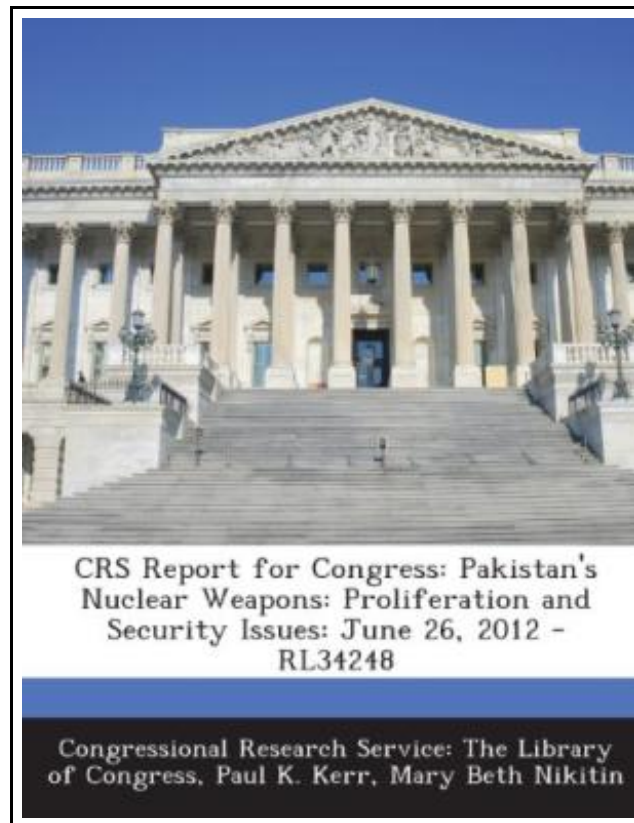 CRS Report for Congress: Pakistan's
Nuclear Weapons: Proliferation and
Security Issues: June 26, 2012 -
RL34248
Congressional Research Service: The Library
of Congress, Paul K. Kerr, Mary Beth Nikitin